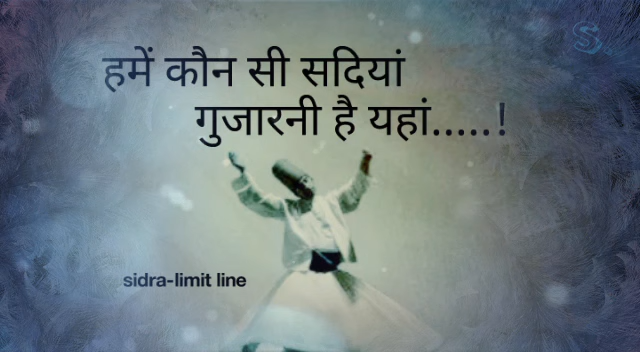 हमें कौन सी सदियां
गुजारनी है यहां.....!
sidra-limit line